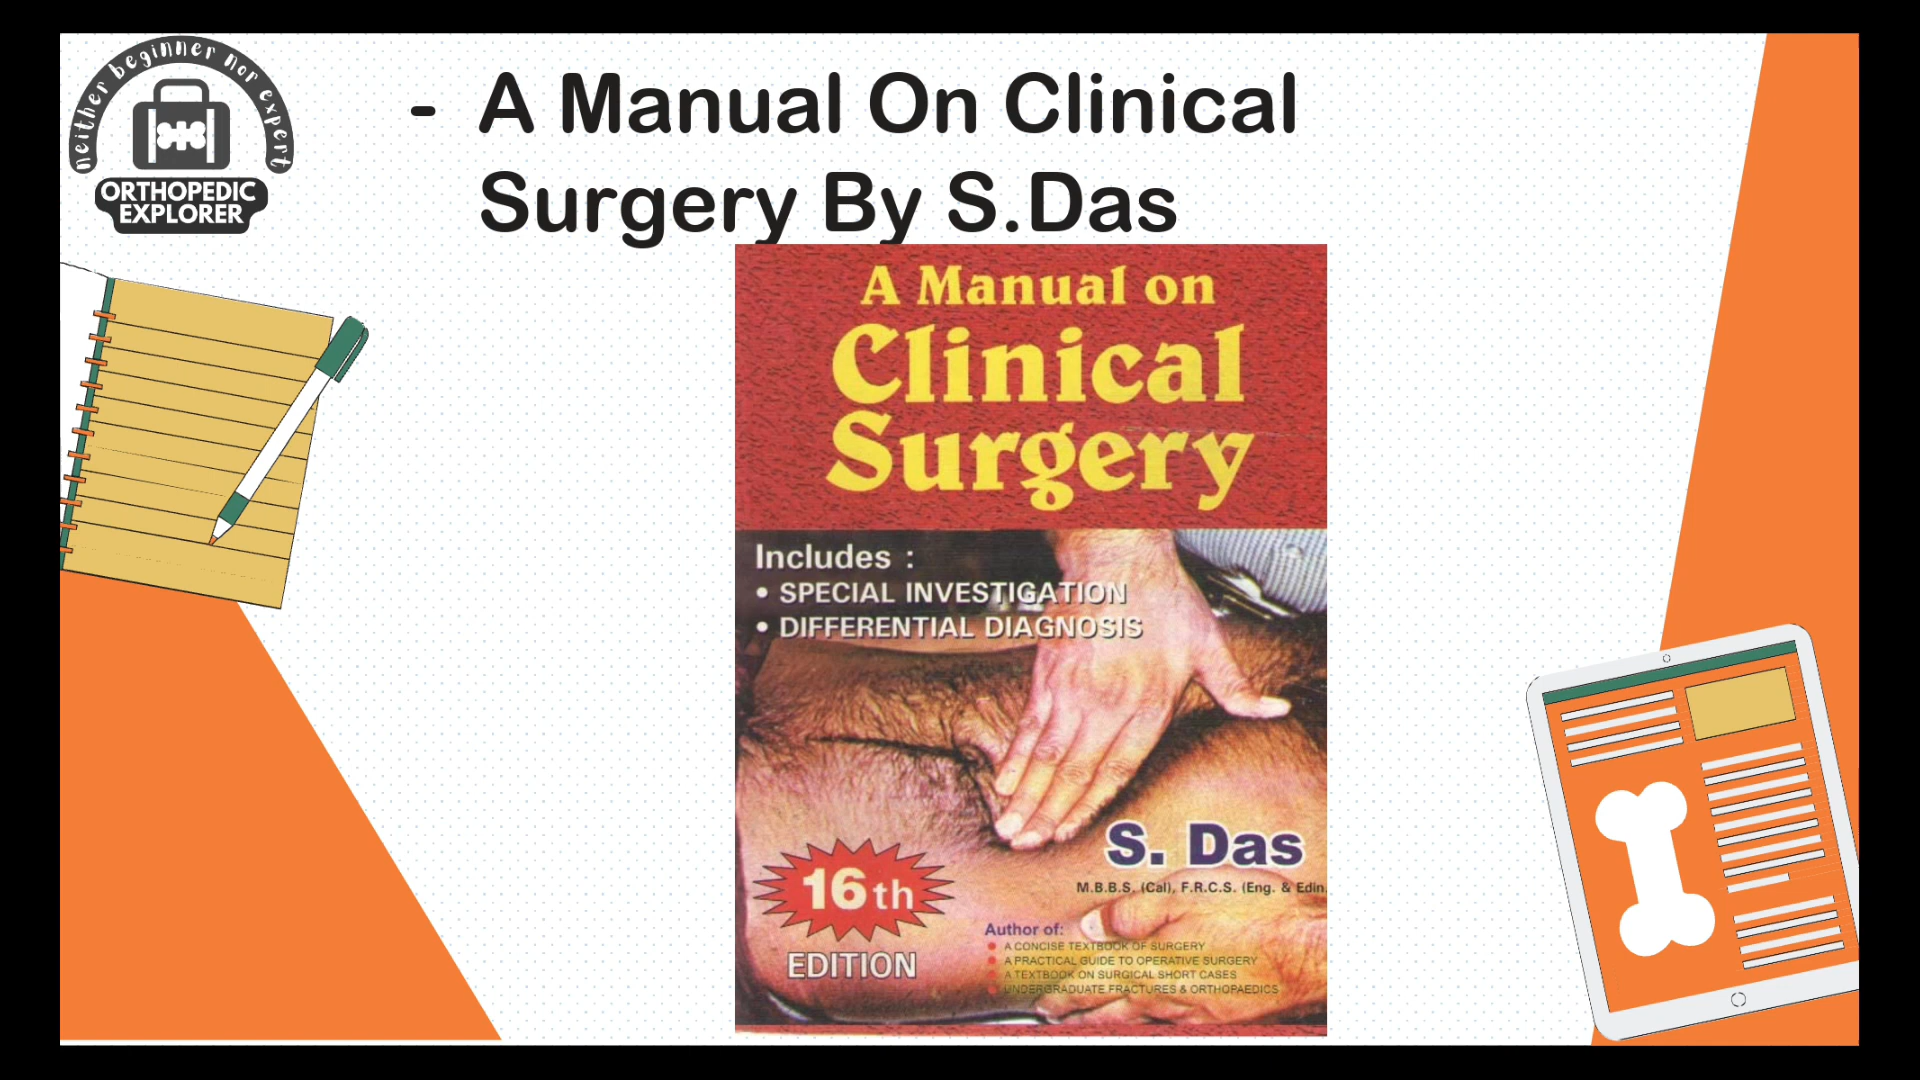 neither beginner nor expert
ORTHOPEDIC
EXPLORER
- A Manual On Clinical
Surgery By S.Das
A Manual on
Clinical
Surgery
Includes :
• SPECIAL INVESTIGATION
• DIFFERENTIAL DIAGNOSIS
S. Das
M.B.B.S. (Cal), F.R.C.S. (Eng. & Edin.
16th
EDITION
Author of:
• A CONCISE TEXTBOOK OF SURGERY
• A PRACTICAL GUIDE TO OPERATIVE SURGERY
• A TEXTBOOK ON SURGICAL SHORT CASES
• UNDERGRADUATE FRACTURES & ORTHOPAEDICS